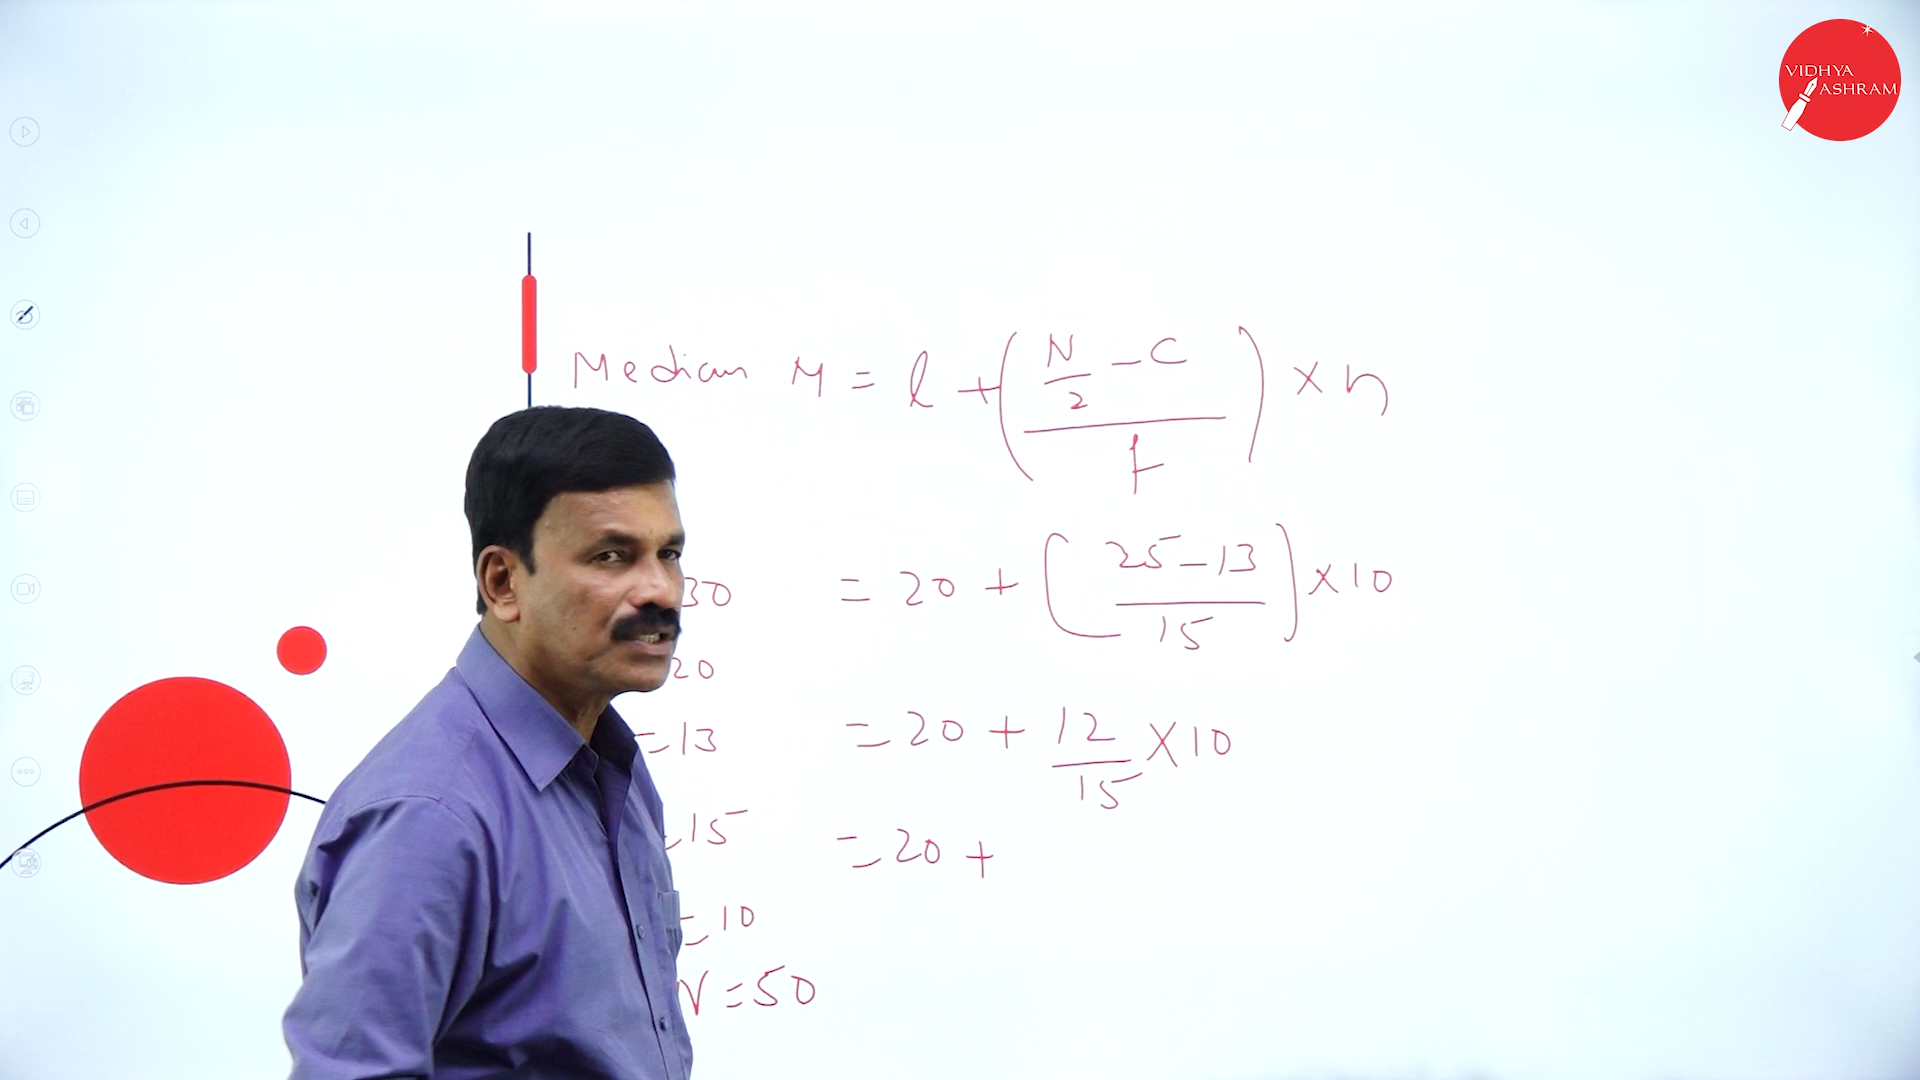 VIDHYA
ASHRAM
Median M = l + ( (N/2 - C) / f ) × h
30
= 20 + ( (25 - 13) / 15 ) × 10
20
= 13
= 20 + 12/15 × 10
= 15
= 20 +
= 10
N = 50